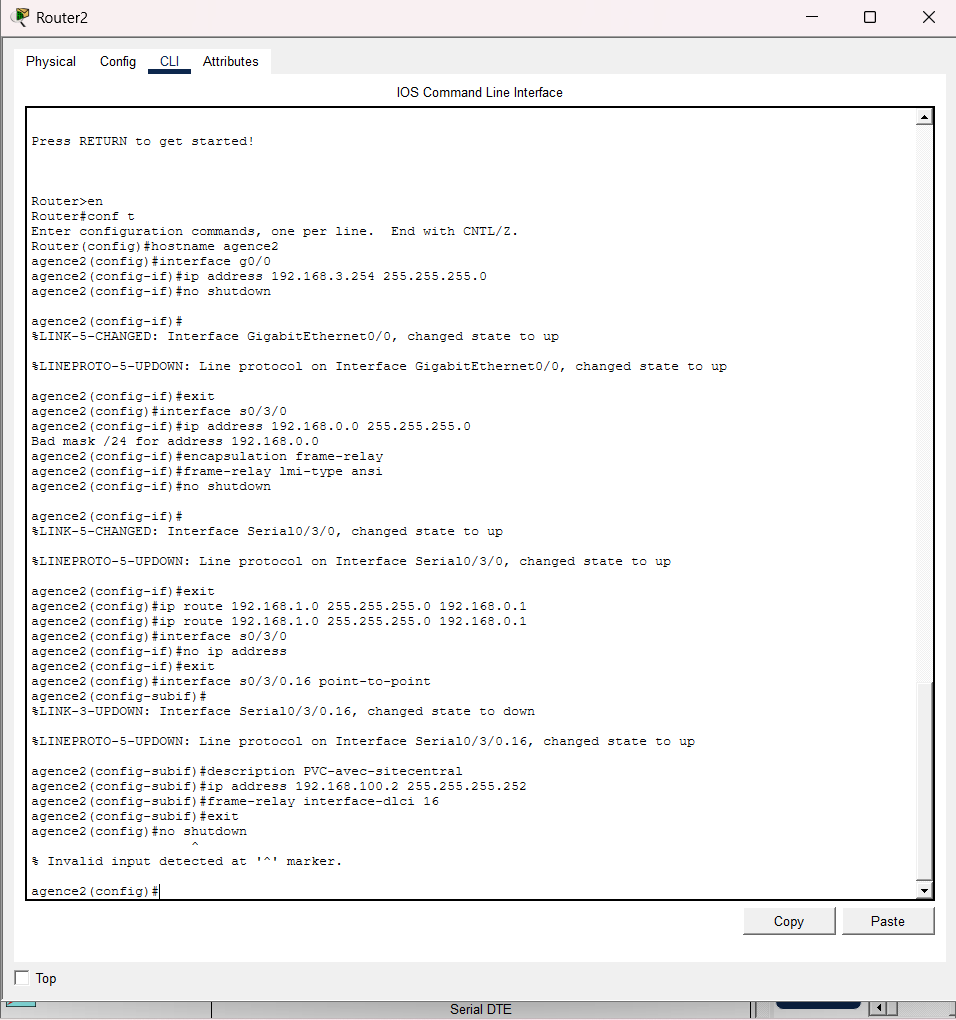 Router2
Physical Config CLI Attributes
IOS Command Line Interface
Press RETURN to get started!
Router>en
Router#conf t
Enter configuration commands, one per line.  End with CNTL/Z.
Router(config)#hostname agence2
agence2(config)#interface g0/0
agence2(config-if)#ip address 192.168.3.254 255.255.255.0
agence2(config-if)#no shutdown
agence2(config-if)#
%LINK-5-CHANGED: Interface GigabitEthernet0/0, changed state to up
%LINEPROTO-5-UPDOWN: Line protocol on Interface GigabitEthernet0/0, changed state to up
agence2(config-if)#exit
agence2(config)#interface s0/3/0
agence2(config-if)#ip address 192.168.0.0 255.255.255.0
Bad mask /24 for address 192.168.0.0
agence2(config-if)#encapsulation frame-relay
agence2(config-if)#frame-relay lmi-type ansi
agence2(config-if)#no shutdown
agence2(config-if)#
%LINK-5-CHANGED: Interface Serial0/3/0, changed state to up
%LINEPROTO-5-UPDOWN: Line protocol on Interface Serial0/3/0, changed state to up
agence2(config-if)#exit
agence2(config)#ip route 192.168.1.0 255.255.255.0 192.168.0.1
agence2(config)#ip route 192.168.1.0 255.255.255.0 192.168.0.1
agence2(config)#interface s0/3/0
agence2(config-if)#no ip address
agence2(config-if)#exit
agence2(config)#interface s0/3/0.16 point-to-point
agence2(config-subif)#
%LINK-3-UPDOWN: Interface Serial0/3/0.16, changed state to down
%LINEPROTO-5-UPDOWN: Line protocol on Interface Serial0/3/0.16, changed state to up
agence2(config-subif)#description PVC-avec-sitecentral
agence2(config-subif)#ip address 192.168.100.2 255.255.255.252
agence2(config-subif)#frame-relay interface-dlci 16
agence2(config-subif)#exit
agence2(config)#no shutdown
^
% Invalid input detected at '^' marker.
agence2(config)#
Copy Paste
Top
Serial DTE